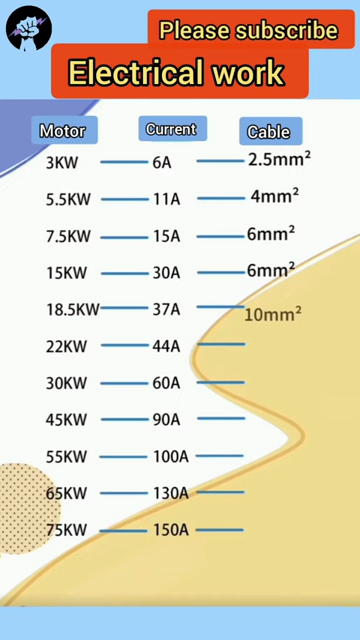 Please subscribe
Electrical work
Motor Current Cable
3KW 6A 2.5mm²
5.5KW 11A 4mm²
7.5KW 15A 6mm²
15KW 30A 6mm²
18.5KW 37A 10mm²
22KW 44A
30KW 60A
45KW 90A
55KW 100A
65KW 130A
75KW 150A